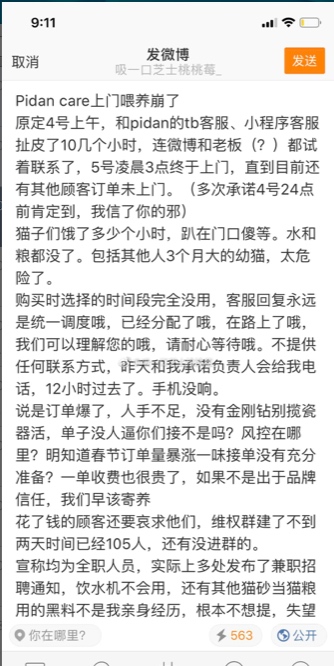 9:11
取消
发微博
发送
吸一口芝士桃桃莓_
Pidan care上门喂养崩了
原定4号上午，和pidan的tb客服、小程序客服
扯皮了10几个小时，连微博和老板（？）都试
着联系了，5号凌晨3点终于上门，直到目前还
有其他顾客订单未上门。（多次承诺4号24点
前肯定到，我信了你的邪）
猫子们饿了多少个小时，趴在门口傻等。水和
粮都没了。包括其他人3个月大的幼猫，太危
险了。
购买时选择的时间段完全没用，客服回复永远
是统一调度哦，已经分配了哦，在路上了哦，
我们可以理解您的哦，请耐心等待哦。不提供
任何联系方式，昨天和我承诺负责人会给我电
话，12小时过去了。手机没响。
说是订单爆了，人手不足，没有金刚钻别揽瓷
器活，单子没人逼你们接不是吗？风控在哪
里？明知道春节订单量暴涨一味接单没有充分
准备？一单收费也很贵了，如果不是出于品牌
信任，我们早该寄养
花了钱的顾客还要哀求他们，维权群建了不到
两天时间已经105人，还有没进群的。
宣称均为全职人员，实际上多处发布了兼职招
聘通知，饮水机不会用，还有其他猫砂当猫粮
用的黑料不是我亲身经历，根本不想提，失望
你在哪里?
563
公开